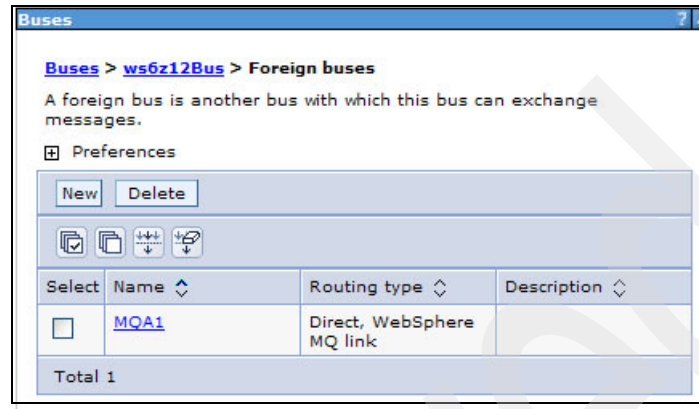 Buses ?
Buses > ws6z12Bus > Foreign buses
A foreign bus is another bus with which this bus can exchange
messages.
Preferences
New Delete
Select Name Routing type Description
MQA1 Direct, WebSphere
MQ link
Total 1